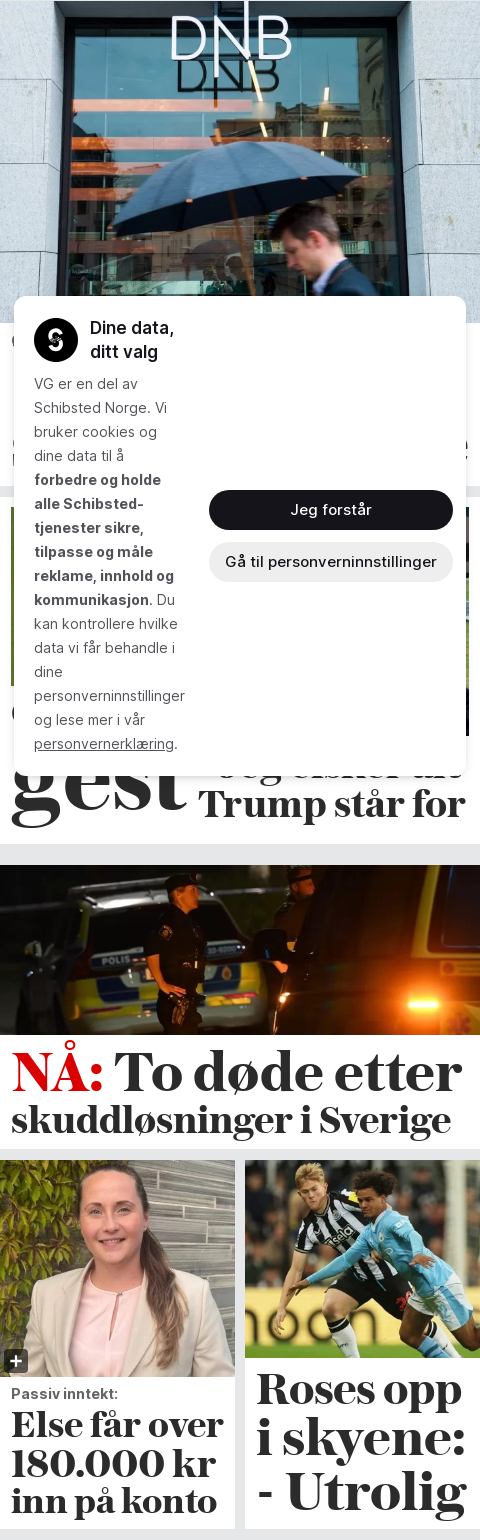 DNB
Dine data,
ditt valg
VG er en del av
Schibsted Norge. Vi
bruker cookies og
dine data til å
forbedre og holde
alle Schibsted-
tjenester sikre,
tilpasse og måle
reklame, innhold og
kommunikasjon. Du
kan kontrollere hvilke
data vi får behandle i
dine
personverninnstillinger
og lese mer i vår
personvernerklæring.
Jeg forstår
Gå til personverninnstillinger
gest
Trump står for
POLIS
NÅ: To døde etter
skuddløsninger i Sverige
Passiv inntekt:
Else får over
180.000 kr
inn på konto
noon
Roses opp
i skyene:
- Utrolig